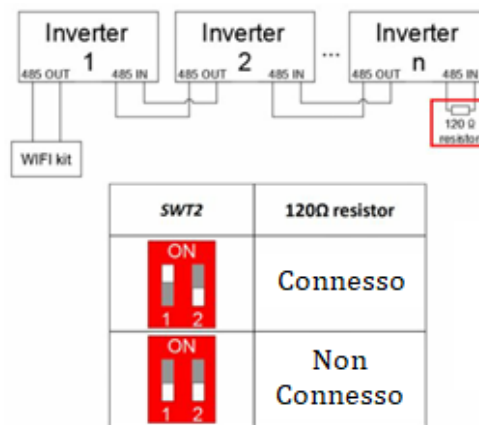 Inverter Inverter Inverter
1 2 ... n
485 OUT 485 IN 485 OUT 485 IN 485 OUT 485 IN
120 Ω
resistor
WIFI kit
SWT2 120Ω resistor
ON
1 2
Connesso
ON
1 2
Non
Connesso